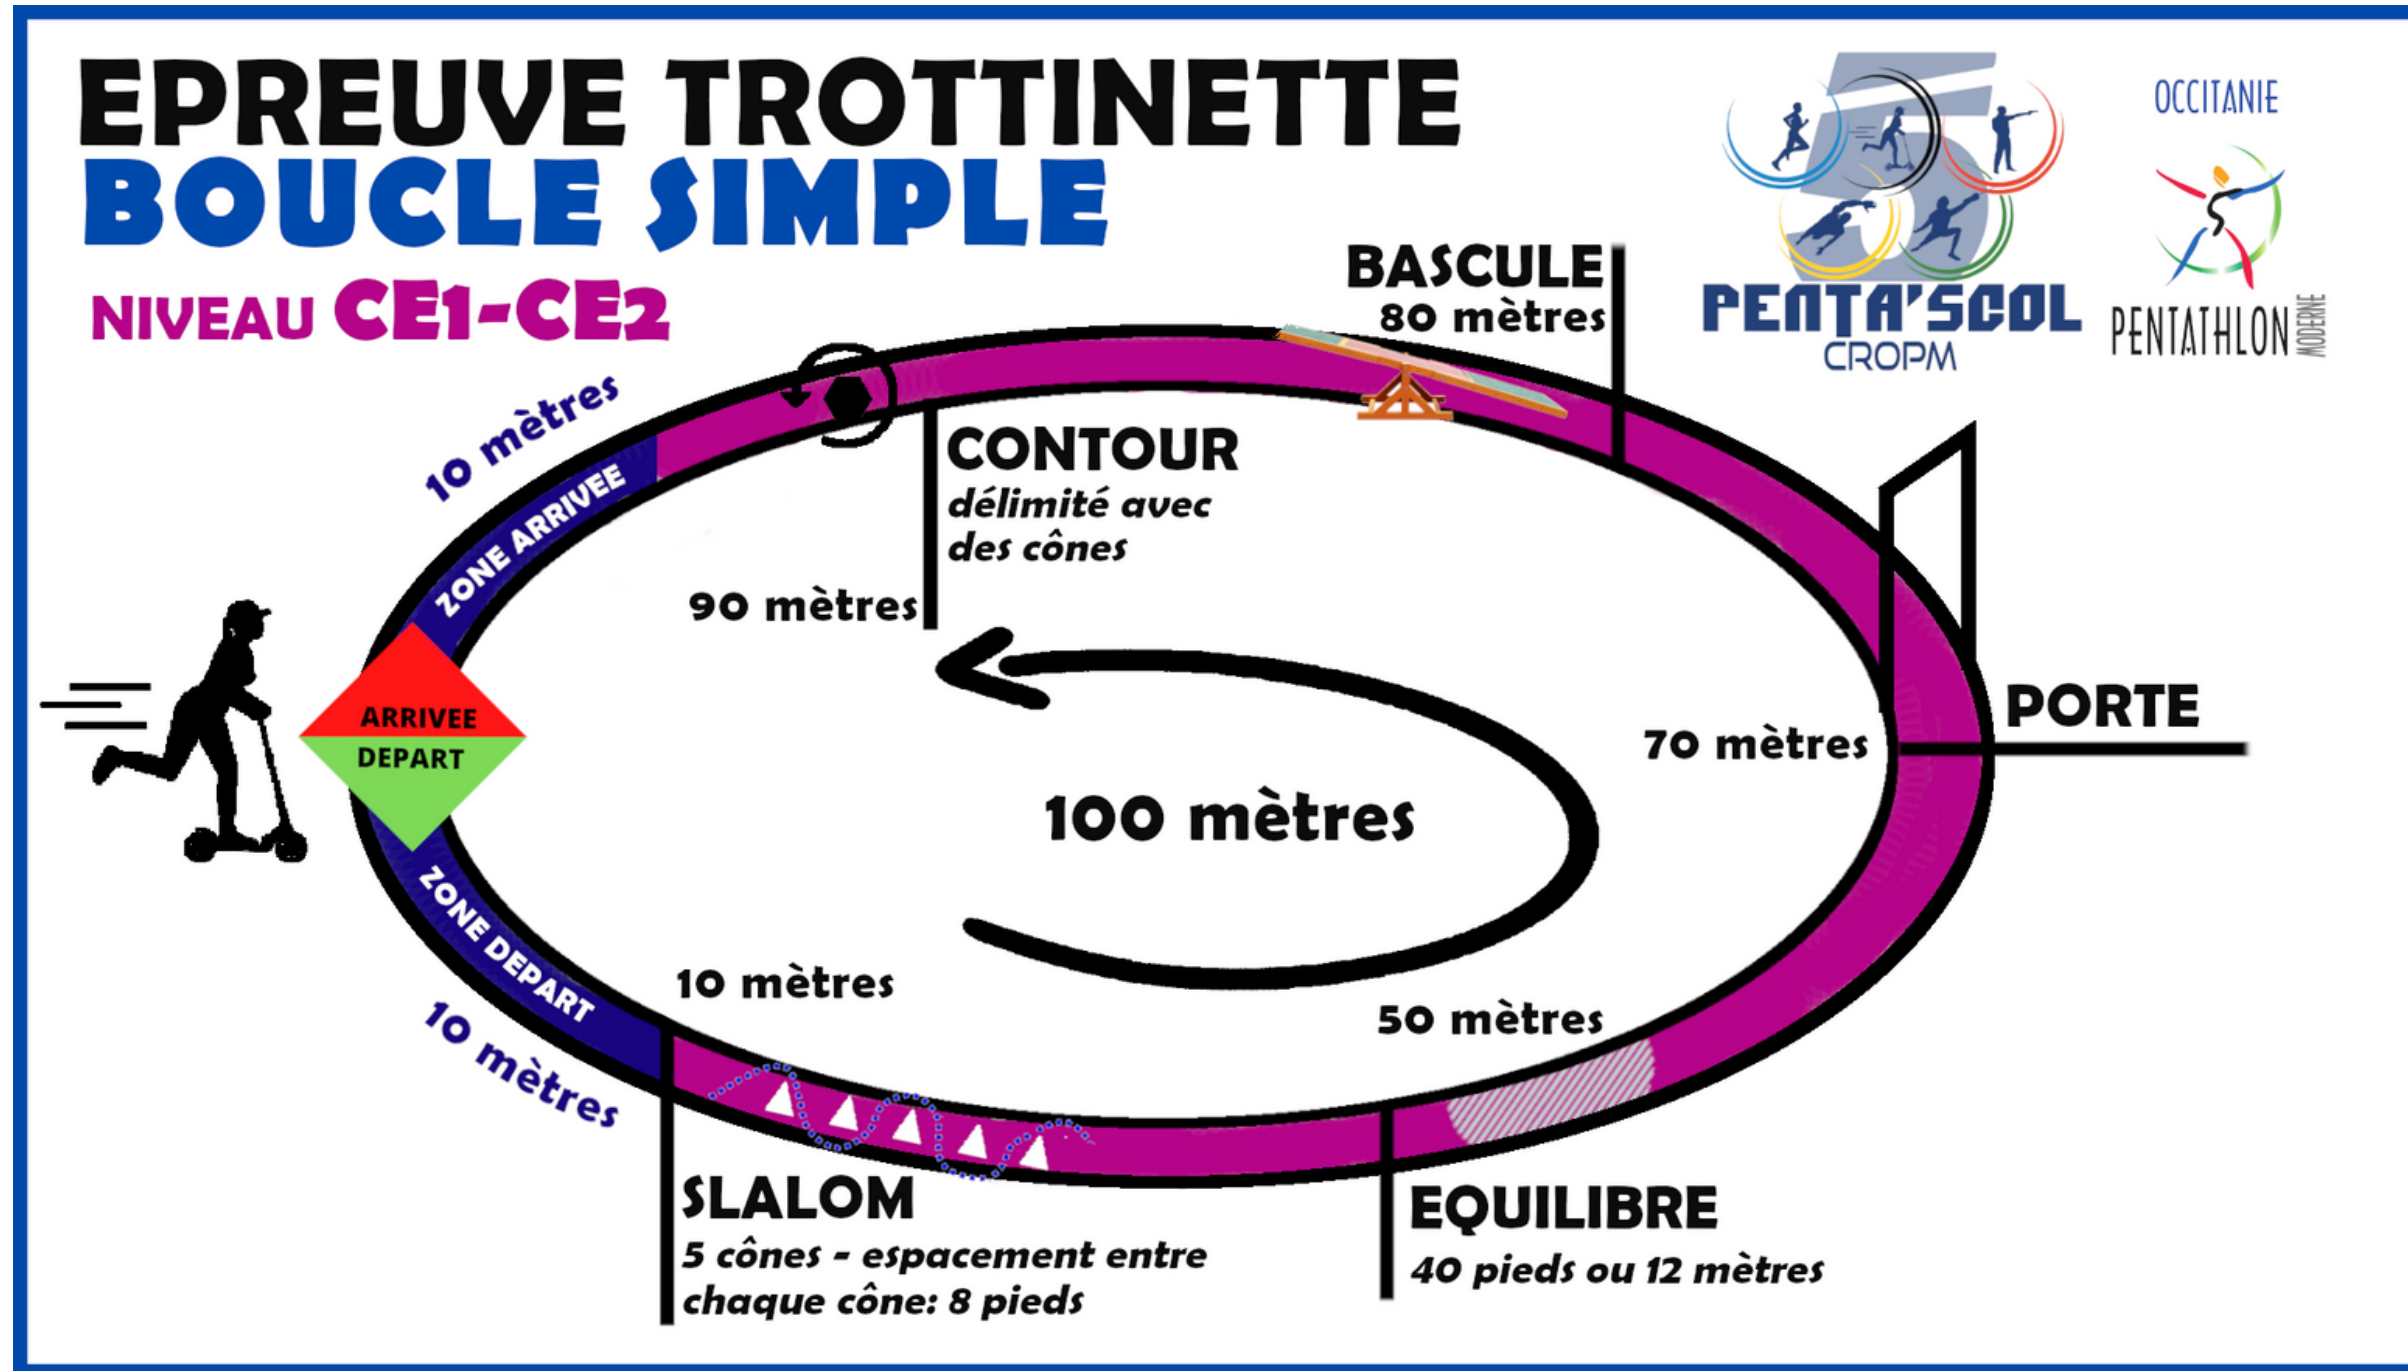 EPREUVE TROTTINETTE
BOUCLE SIMPLE
NIVEAU CE1-CE2
OCCITANIE
PENTA'SCOL
CROPM
PENTATHLON
MODERNE
BASCULE
80 mètres
10 mètres
ZONE ARRIVEE
CONTOUR
délimité avec
des cônes
90 mètres
ARRIVEE
DEPART
PORTE
70 mètres
100 mètres
ZONE DEPART
10 mètres
10 mètres
50 mètres
SLALOM
5 cônes - espacement entre
chaque cône: 8 pieds
EQUILIBRE
40 pieds ou 12 mètres